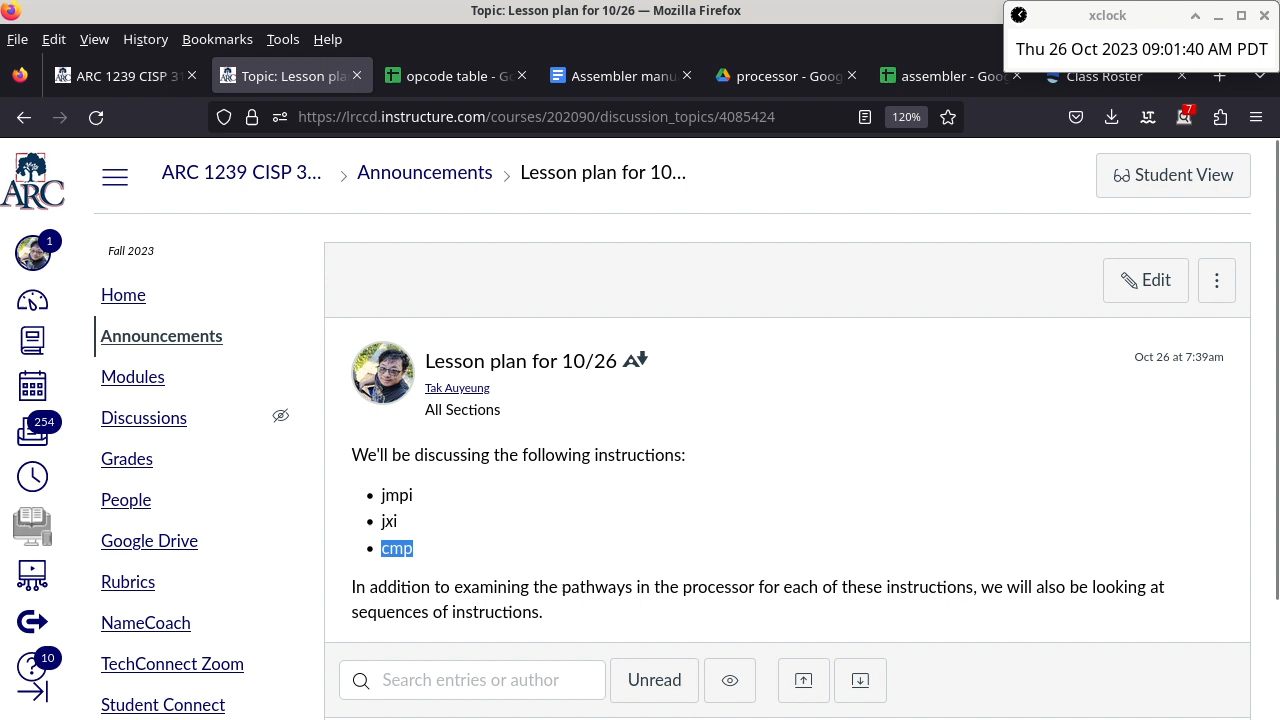 Topic: Lesson plan for 10/26 — Mozilla Firefox
xclock
Thu 26 Oct 2023 09:01:40 AM PDT
File Edit View History Bookmarks Tools Help
ARC 1239 CISP 31
Topic: Lesson pla
opcode table - Go
Assembler manu
processor - Goog
assembler - Goog
Class Roster
https://lrccd.instructure.com/courses/202090/discussion_topics/4085424
120%
7
ARC
ARC 1239 CISP 3...
Announcements
Lesson plan for 10...
Student View
1
254
10
Fall 2023
Home
Announcements
Modules
Discussions
Grades
People
Google Drive
Rubrics
NameCoach
TechConnect Zoom
Student Connect
Edit
Lesson plan for 10/26
Oct 26 at 7:39am
Tak Auyeung
All Sections
We'll be discussing the following instructions:
• jmpi
• jxi
• cmp
In addition to examining the pathways in the processor for each of these instructions, we will also be looking at
sequences of instructions.
Search entries or author
Unread